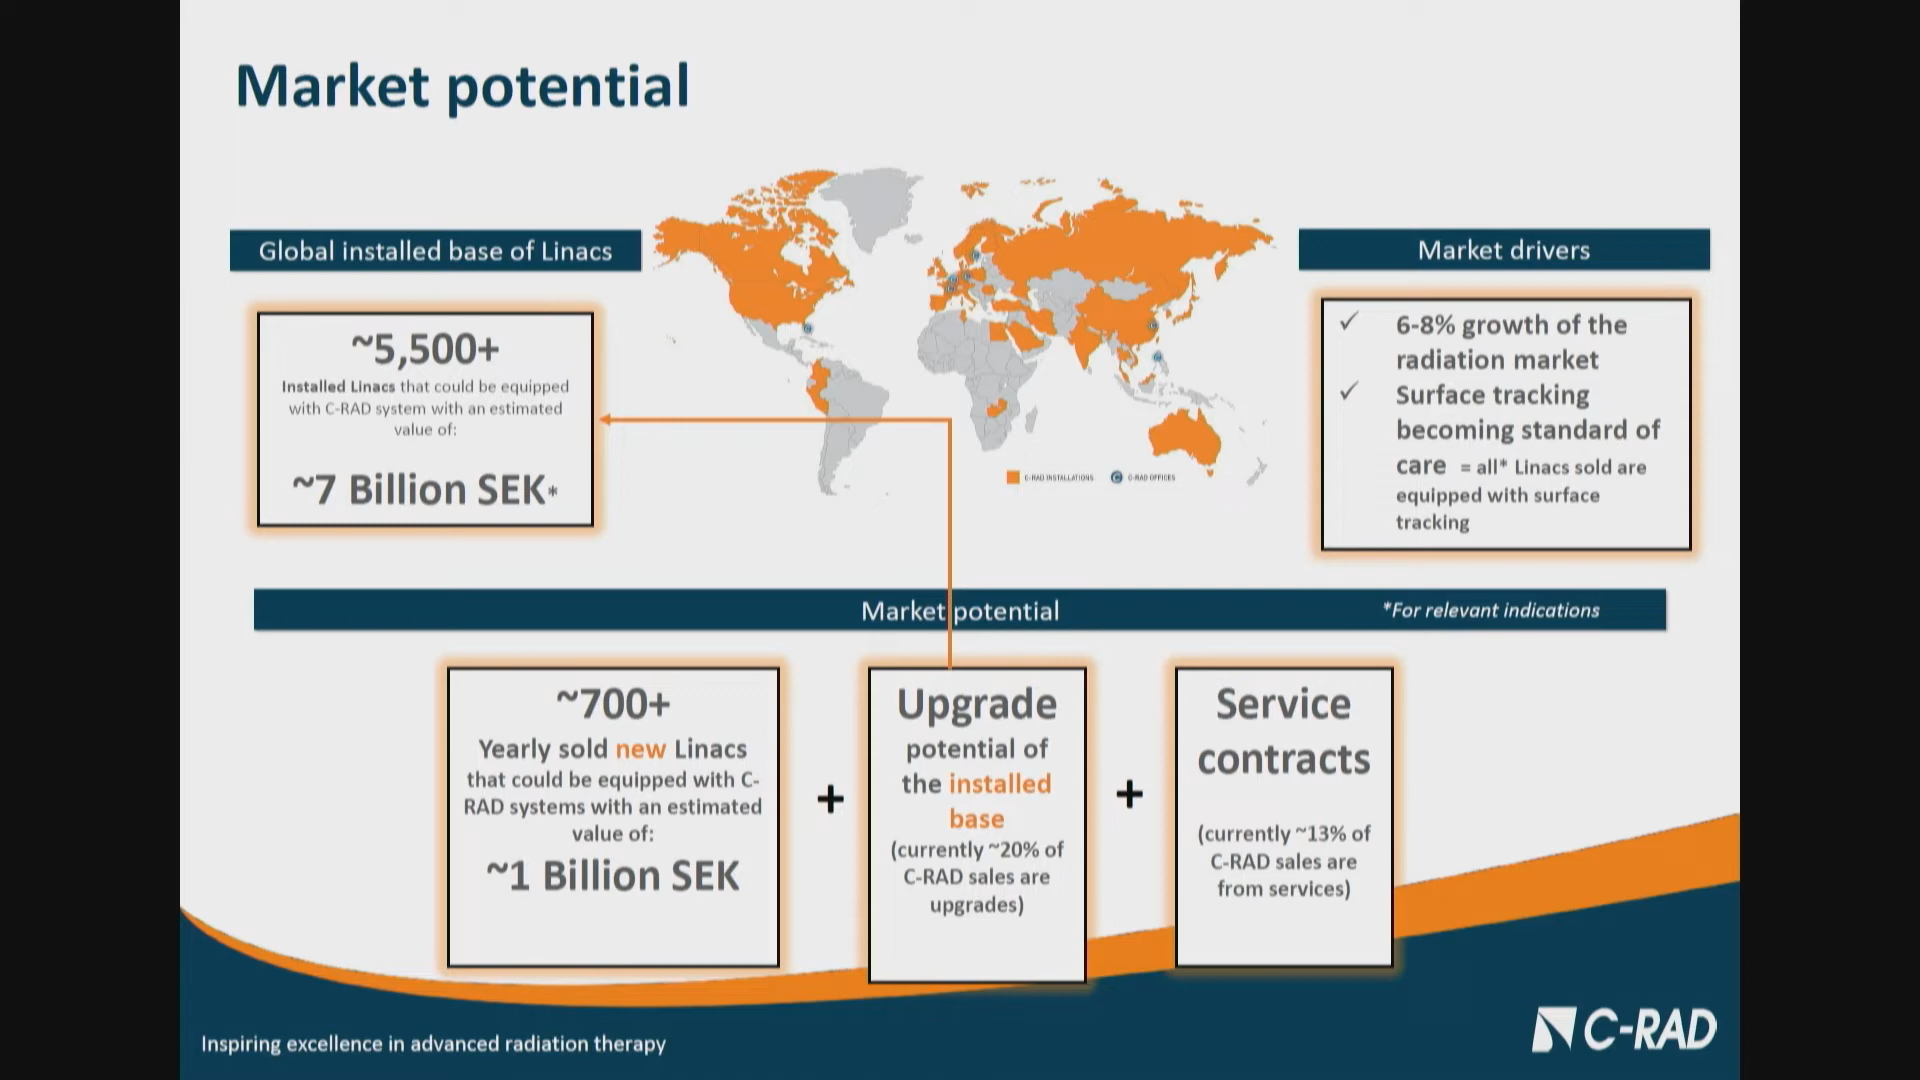 Market potential
Global installed base of Linacs
~5,500+
Installed Linacs that could be equipped
with C-RAD system with an estimated
value of:
~7 Billion SEK*
C-RAD INSTALLATIONS
C-RAD OFFICES
Market drivers
✓ 6-8% growth of the
radiation market
✓ Surface tracking
becoming standard of
care = all* Linacs sold are
equipped with surface
tracking
Market potential
*For relevant indications
~700+
Yearly sold new Linacs
that could be equipped with C-
RAD systems with an estimated
value of:
~1 Billion SEK
+
Upgrade
potential of
the installed
base
(currently ~20% of
C-RAD sales are
upgrades)
+
Service
contracts
(currently ~13% of
C-RAD sales are
from services)
Inspiring excellence in advanced radiation therapy
C-RAD